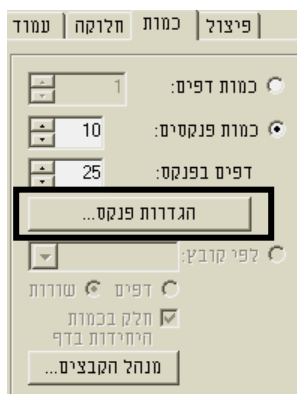 פיצול | כמות | חלוקה | עמוד
כמות דפים: 1
כמות פנקסים: 10
דפים בפנקס: 25
הגדרות פנקס...
לפי קובץ:
דפים שורות
חלק בכמות
היחידות בדף
מנהל הקבצים...